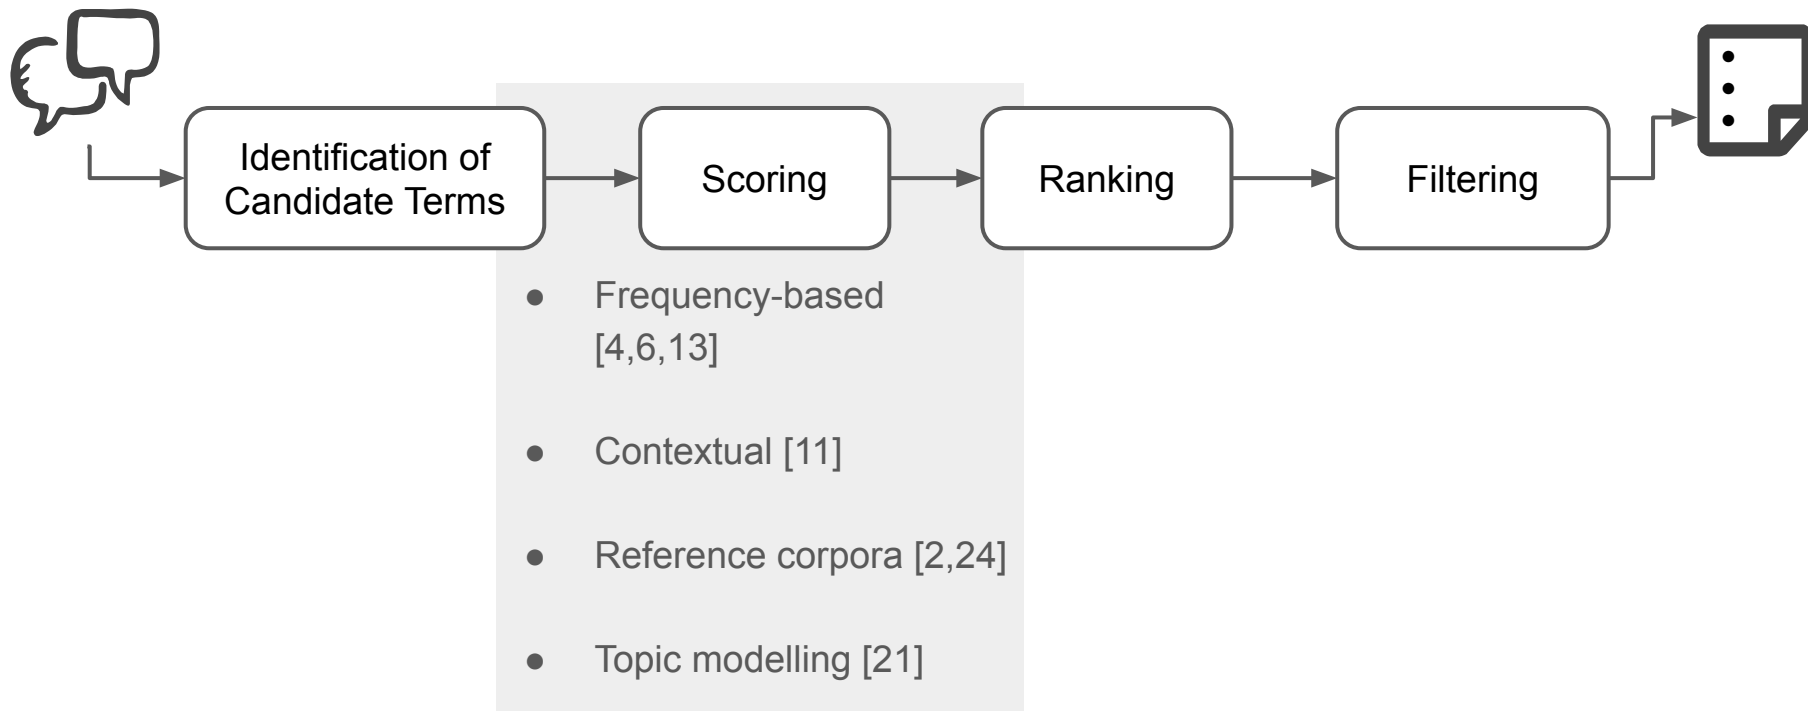 Identification of
Candidate Terms
Scoring
Ranking
Filtering
● Frequency-based
[4,6,13]
● Contextual [11]
● Reference corpora [2,24]
● Topic modelling [21]